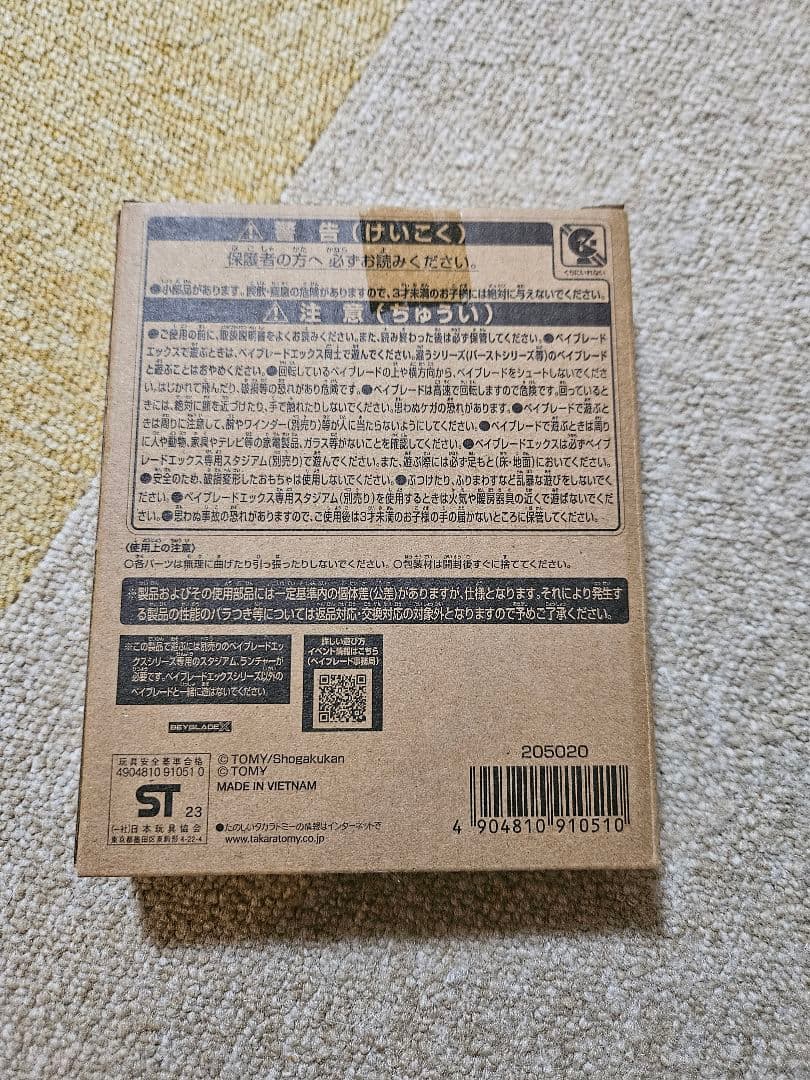 ⚠ 警告(けいこく)
保護者の方へ 必ずお読みください。
くちにいれない
●小部品があります。誤飲・窒息の危険がありますので、3才未満のお子様には絶対に与えないでください。
⚠ 注意(ちゅうい)
●ご使用の前に、取扱説明書をよくお読みください。また、読み終わった後は必ず保管してください。●ベイブレード
エックスで遊ぶときは、ベイブレードエックス同士で遊んでください。違うシリーズ(バーストシリーズ等)のベイブレード
と遊ぶことはおやめください。●回転しているベイブレードの上や横方向から、ベイブレードをシュートしないでくださ
い。はじかれて飛んだり、破損等の恐れがあり危険です。●ベイブレードは高速で回転しますので危険です。回っている
ときには、絶対に顔を近づけたり、手で触れたりしないでください。思わぬケガの恐れがあります。●ベイブレードで遊ぶと
きは周りに注意して、肘やワインダー(別売り)等が人に当たらないようにしてください。●ベイブレードで遊ぶときは周り
に人や動物、家具やテレビ等の家電製品、ガラス等がないことを確認してください。●ベイブレードエックスは必ずベイブ
レードエックス専用スタジアム(別売り)で遊んでください。また、遊ぶ際には必ず足もと(床・地面)においてください。
●安全のため、破損変形したおもちゃは使用しないでください。●ぶつけたり、ふりまわすなど乱暴な遊びをしないでくだ
さい。●ベイブレードエックス専用スタジアム(別売り)を使用するときは火気や暖房器具の近くで遊ばないでくださ
い。●思わぬ事故の恐れがありますので、ご使用後は3才未満のお子様の手の届かないところに保管してください。
〈使用上の注意〉
○各パーツは無理に曲げたり引っ張ったりしないでください。○包装材は開封後すぐに捨ててください。
※製品およびその使用部品には一定基準内の個体差(公差)がありますが、仕様となります。それにより発生す
る製品の性能のバラつき等については返品対応・交換対応の対象外となりますので予めご了承ください。
※この製品で遊ぶには別売りのベイブレードエッ
クスシリーズ専用のスタジアム、ランチャーが
必要です。ベイブレードエックスシリーズ以外の
ベイブレードと一緒に遊ばないでください。
詳しい遊び方
イベント情報はこちら
(ベイブレード事務局)
BEYBLADE X
玩具安全基準合格
4904810 91051 0
ST 23
(一社)日本玩具協会
東京都墨田区東駒形4-22-4
© TOMY/Shogakukan
© TOMY
MADE IN VIETNAM
●たのしいタカラトミーの情報はインターネットで
www.takaratomy.co.jp
205020
4 904810 910510